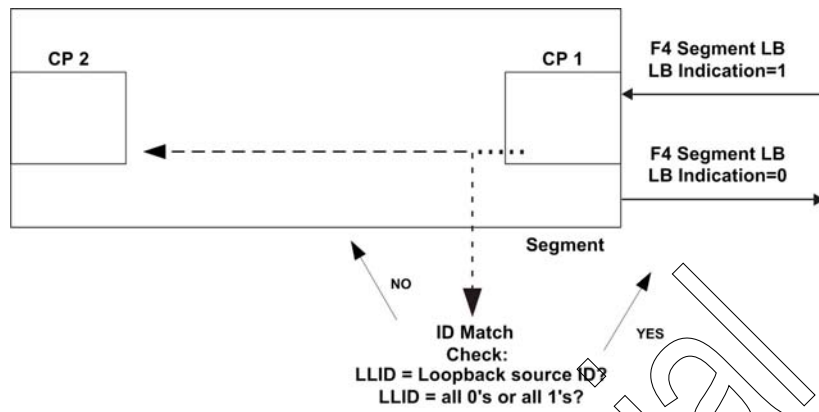 CP 2
CP 1
F4 Segment LB
LB Indication=1
F4 Segment LB
LB Indication=0
Segment
NO
YES
ID Match
Check:
LLID = Loopback source ID?
LLID = all 0's or all 1's?